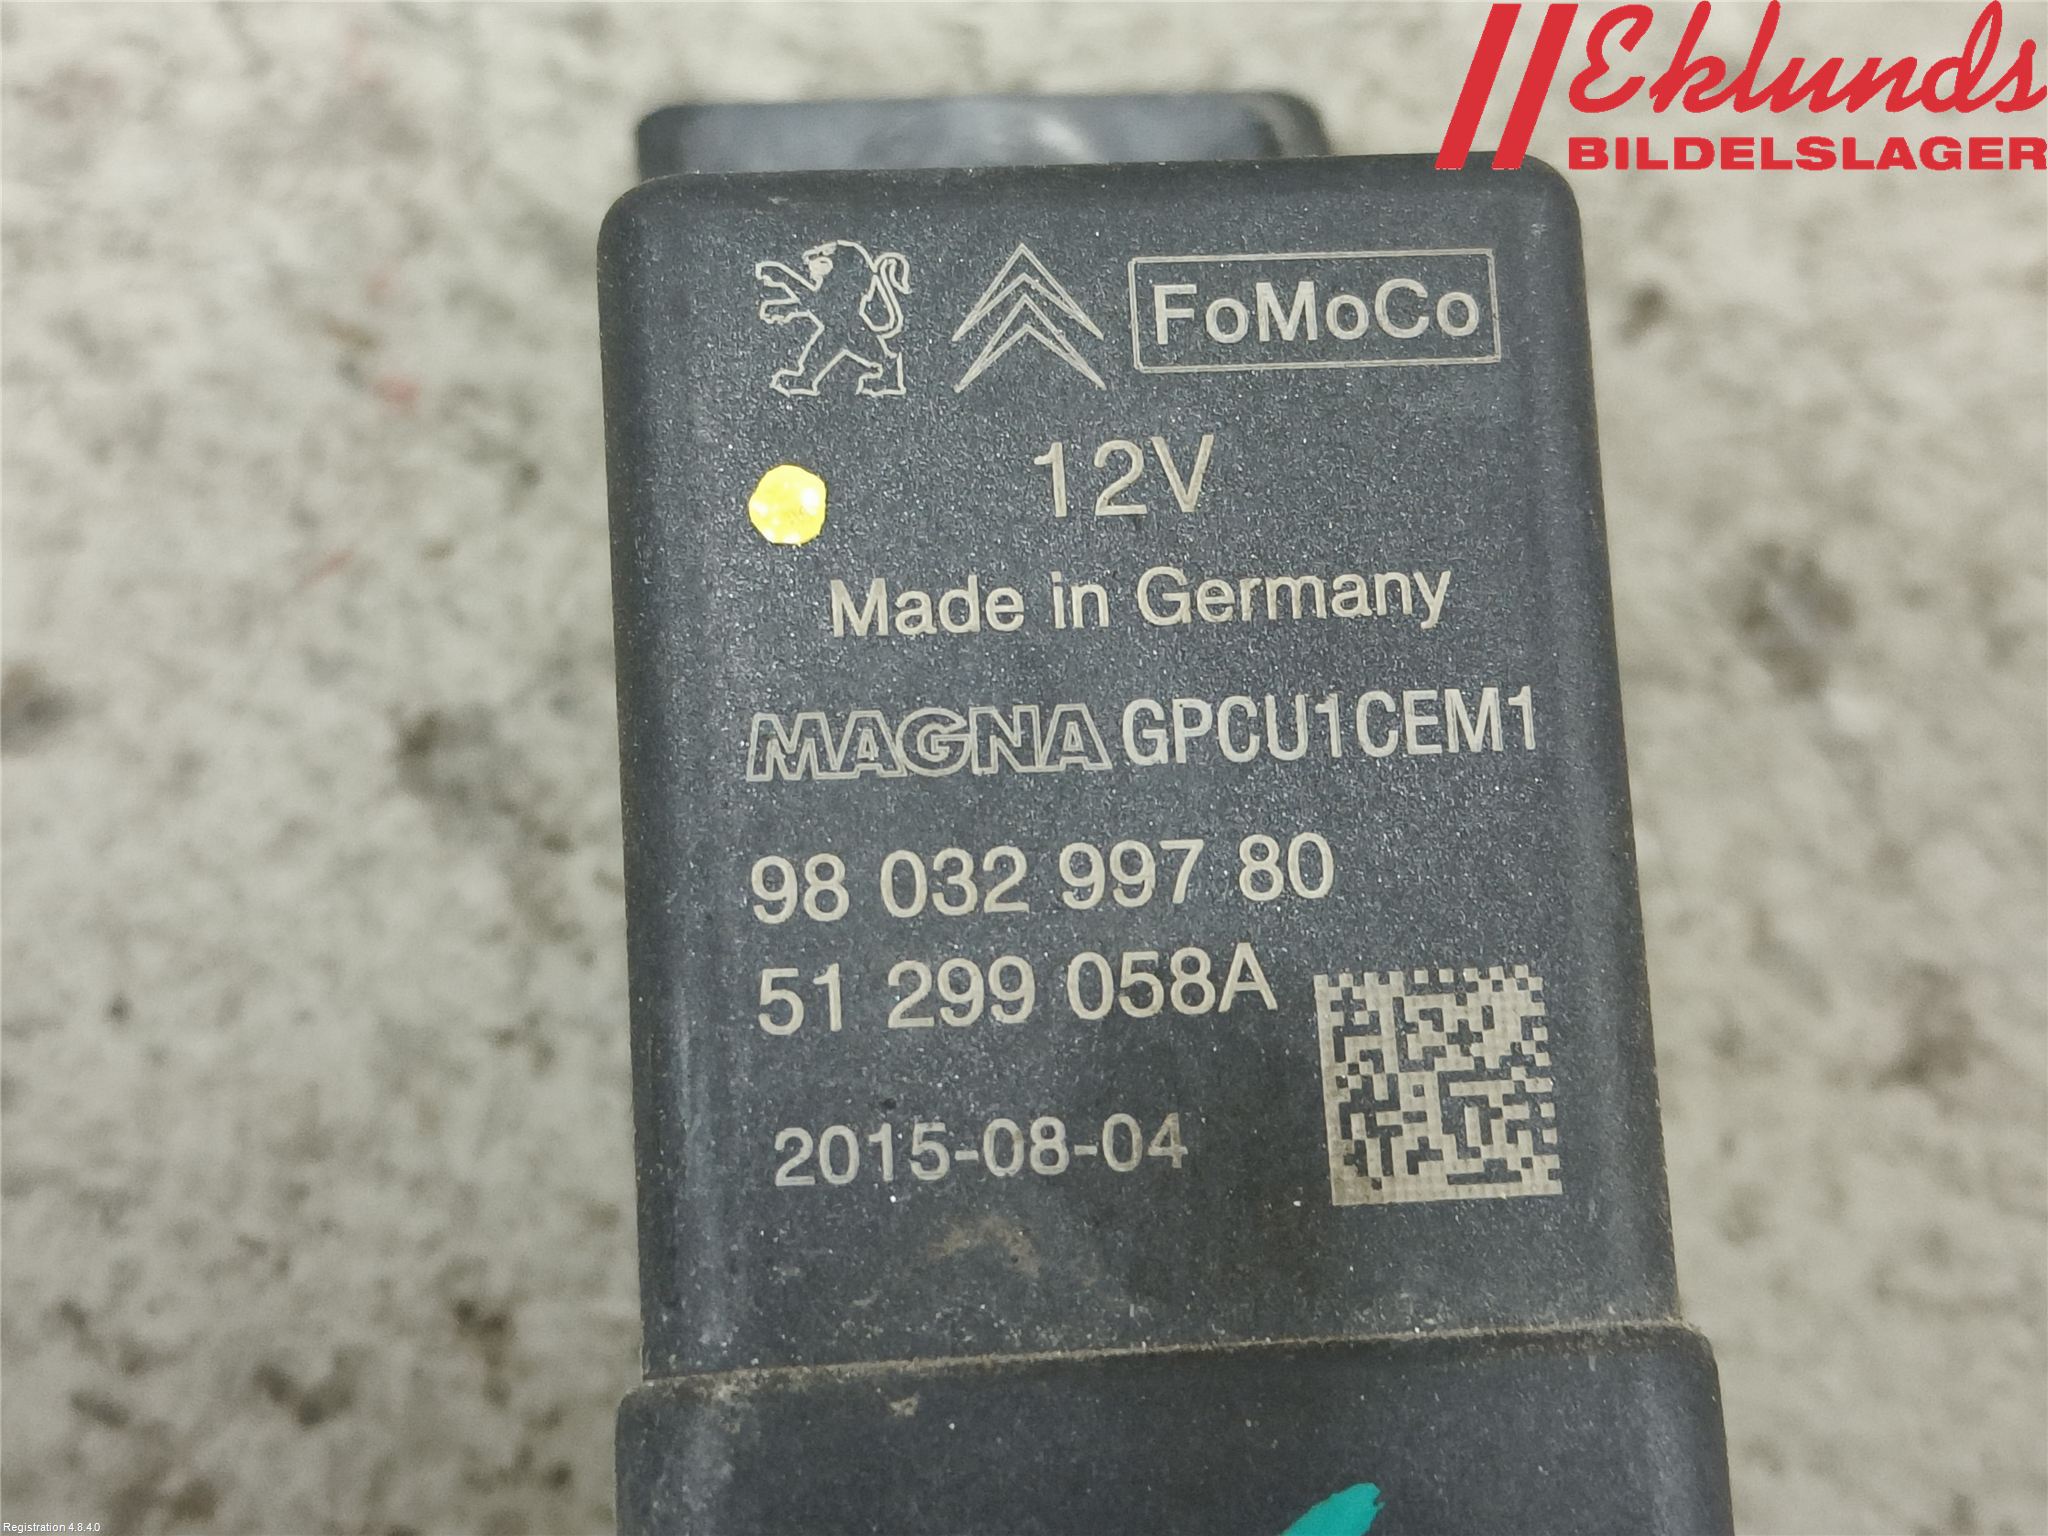 Eklunds
BILDELSLAGER
FoMoCo
12V
Made in Germany
MAGNA GPCU1CEM1
98 032 997 80
51 299 058A
2015-08-04
Registration 4.8.4.0